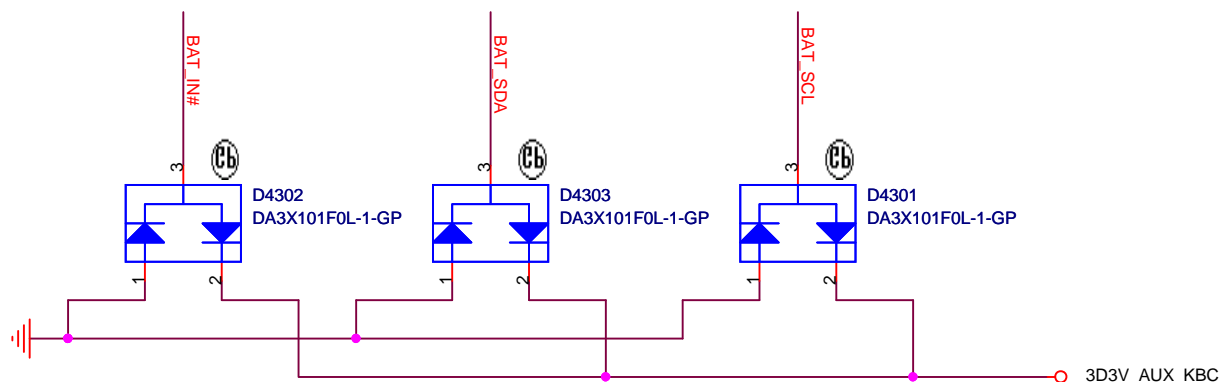 BAT_IN#
BAT_SDA
BAT_SCL
3
Cb
3
Cb
3
Cb
D4302
DA3X101F0L-1-GP
D4303
DA3X101F0L-1-GP
D4301
DA3X101F0L-1-GP
1
2
1
2
1
2
3D3V_AUX_KBC